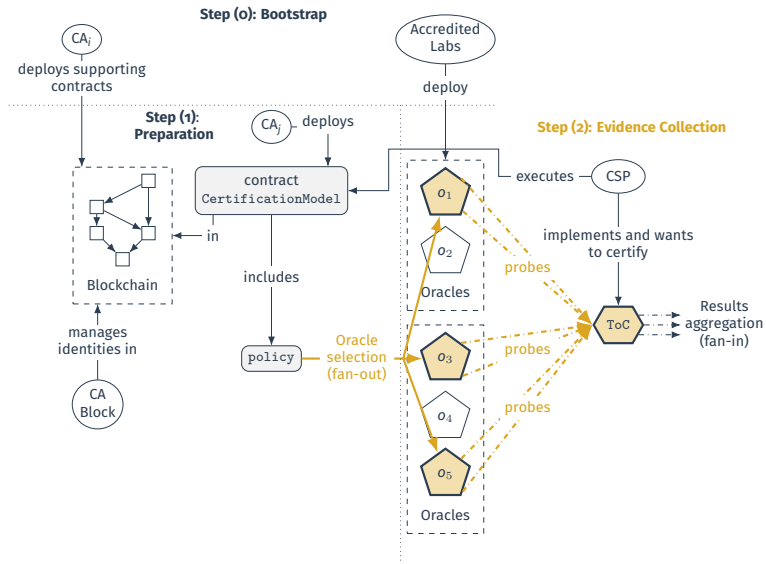 Step (0): Bootstrap
CAi
deploys supporting
contracts
Accredited
Labs
deploy
Step (1):
Preparation
CAj
deploys
Step (2): Evidence Collection
contract
CertificationModel
executes
CSP
in
Blockchain
includes
manages
identities in
CA
Block
policy
Oracle
selection
(fan-out)
o1
o2
Oracles
o3
o4
o5
Oracles
probes
probes
probes
implements and wants
to certify
ToC
Results
aggregation
(fan-in)